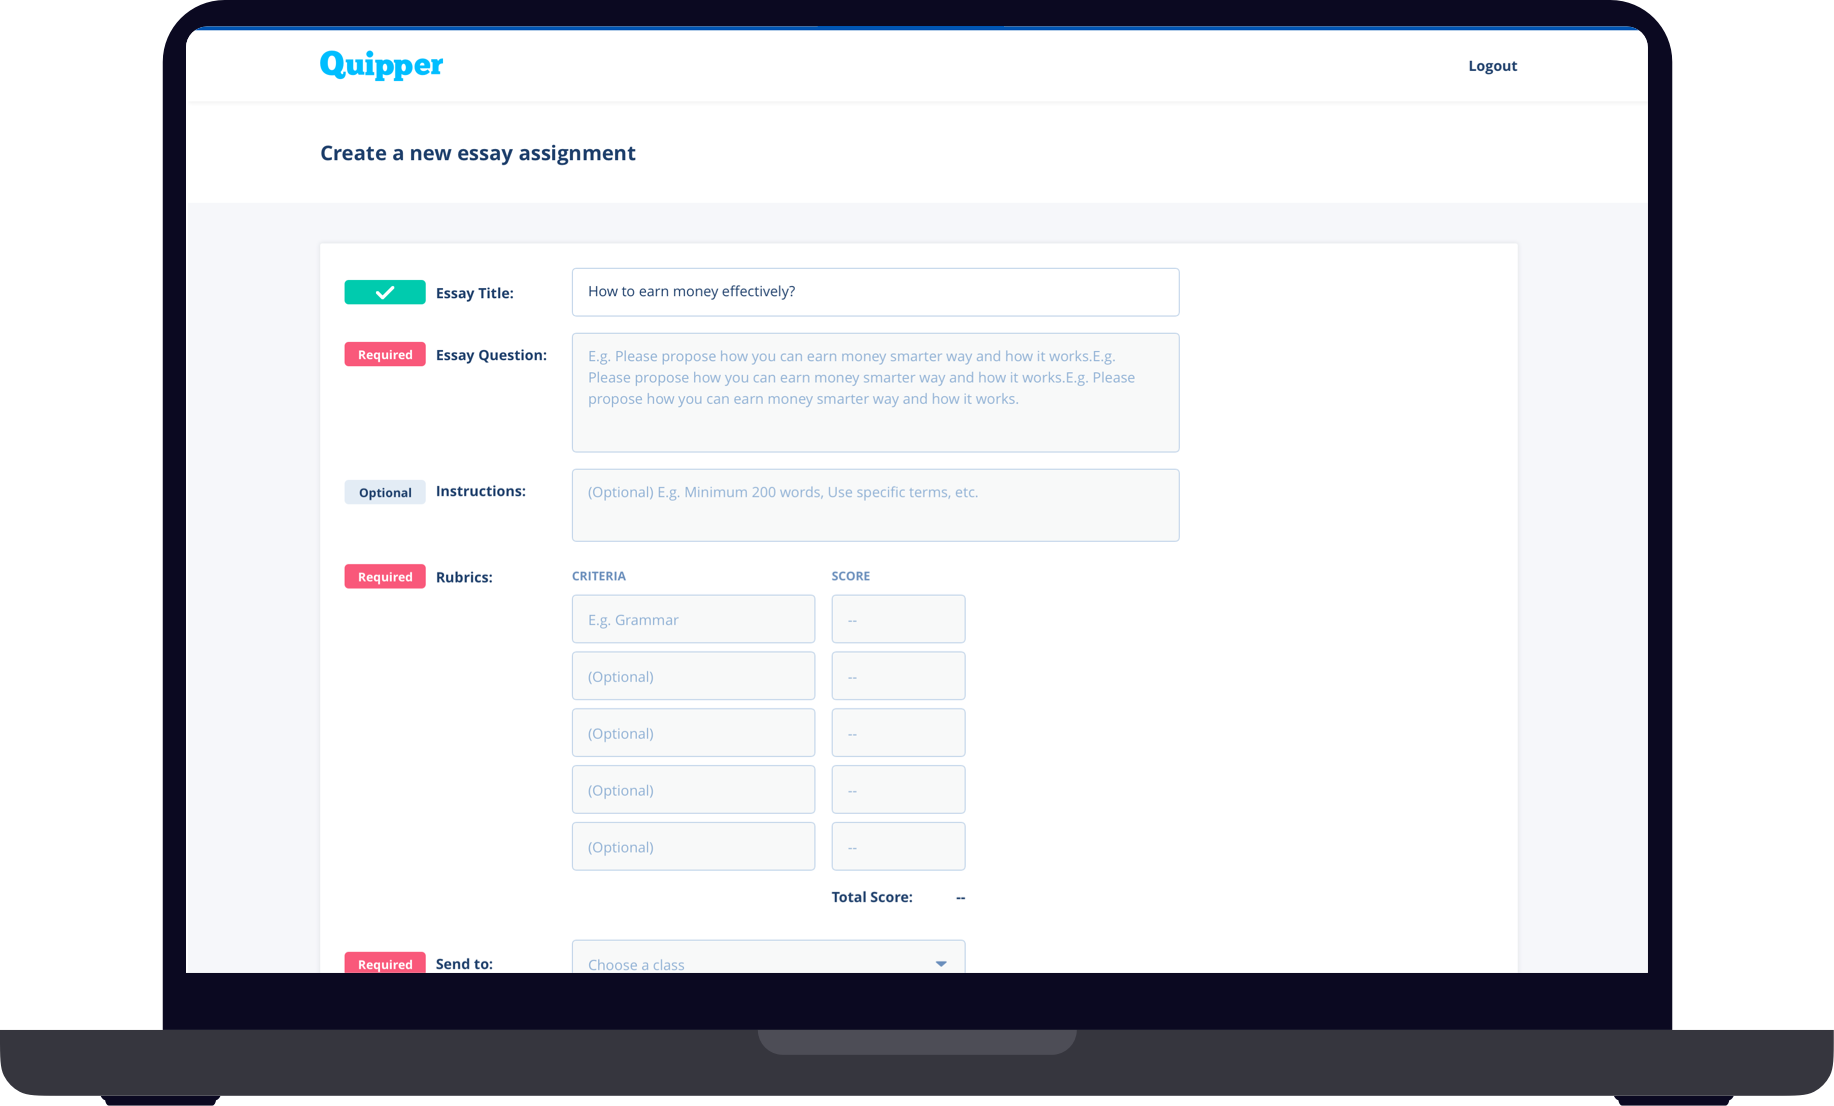 Quipper
Logout
Create a new essay assignment
Essay Title:
How to earn money effectively?
Required
Essay Question:
E.g. Please propose how you can earn money smarter way and how it works.E.g.
Please propose how you can earn money smarter way and how it works.E.g. Please
propose how you can earn money smarter way and how it works.
Optional
Instructions:
(Optional) E.g. Minimum 200 words, Use specific terms, etc.
Required
Rubrics:
CRITERIA
SCORE
E.g. Grammar
--
(Optional)
--
(Optional)
--
(Optional)
--
(Optional)
--
Total Score:
--
Required
Send to:
Choose a class